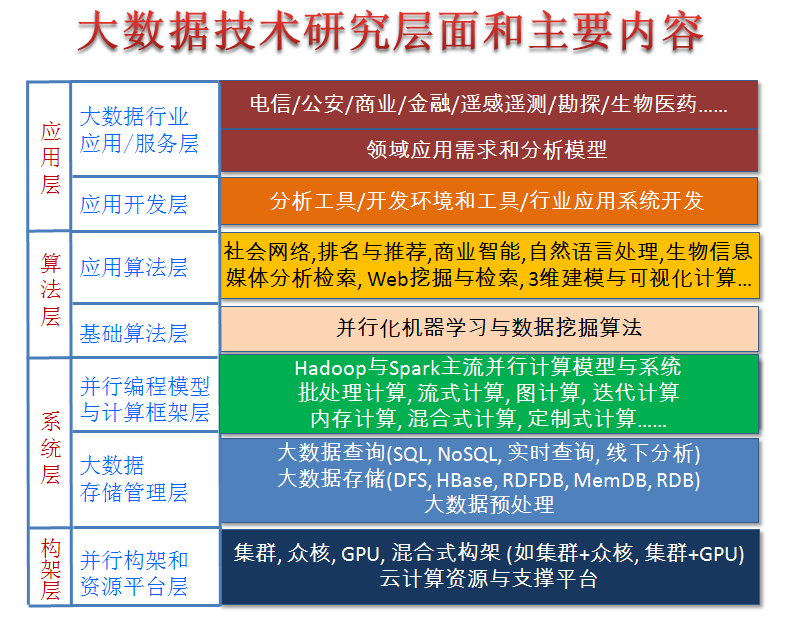 大数据技术研究层面和主要内容
应用层
大数据行业
应用/服务层
电信/公安/商业/金融/遥感遥测/勘探/生物医药......
领域应用需求和分析模型
应用开发层
分析工具/开发环境和工具/行业应用系统开发
算法层
应用算法层
社会网络,排名与推荐,商业智能,自然语言处理,生物信息
媒体分析检索, Web挖掘与检索, 3维建模与可视化计算...
基础算法层
并行化机器学习与数据挖掘算法
系统层
并行编程模型
与计算框架层
Hadoop与Spark主流并行计算模型与系统
批处理计算, 流式计算, 图计算, 迭代计算
内存计算, 混合式计算, 定制式计算......
大数据
存储管理层
大数据查询(SQL, NoSQL, 实时查询, 线下分析)
大数据存储(DFS, HBase, RDFDB, MemDB, RDB)
大数据预处理
构架层
并行构架和
资源平台层
集群, 众核, GPU, 混合式构架 (如集群+众核, 集群+GPU)
云计算资源与支撑平台